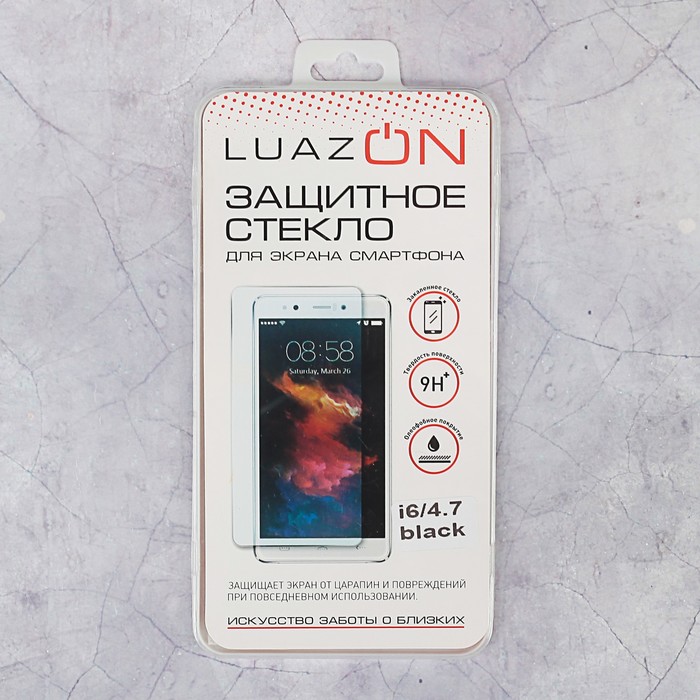 LUAZON
ЗАЩИТНОЕ
СТЕКЛО
ДЛЯ ЭКРАНА СМАРТФОНА
Закаленное стекло
08:58
Saturday, March 26
Твердость поверхности
9H+
Олеофобное покрытие
i6/4.7
black
ЗАЩИЩАЕТ ЭКРАН ОТ ЦАРАПИН И ПОВРЕЖДЕНИЙ
ПРИ ПОВСЕДНЕВНОМ ИСПОЛЬЗОВАНИИ.
ИСКУССТВО ЗАБОТЫ О БЛИЗКИХ